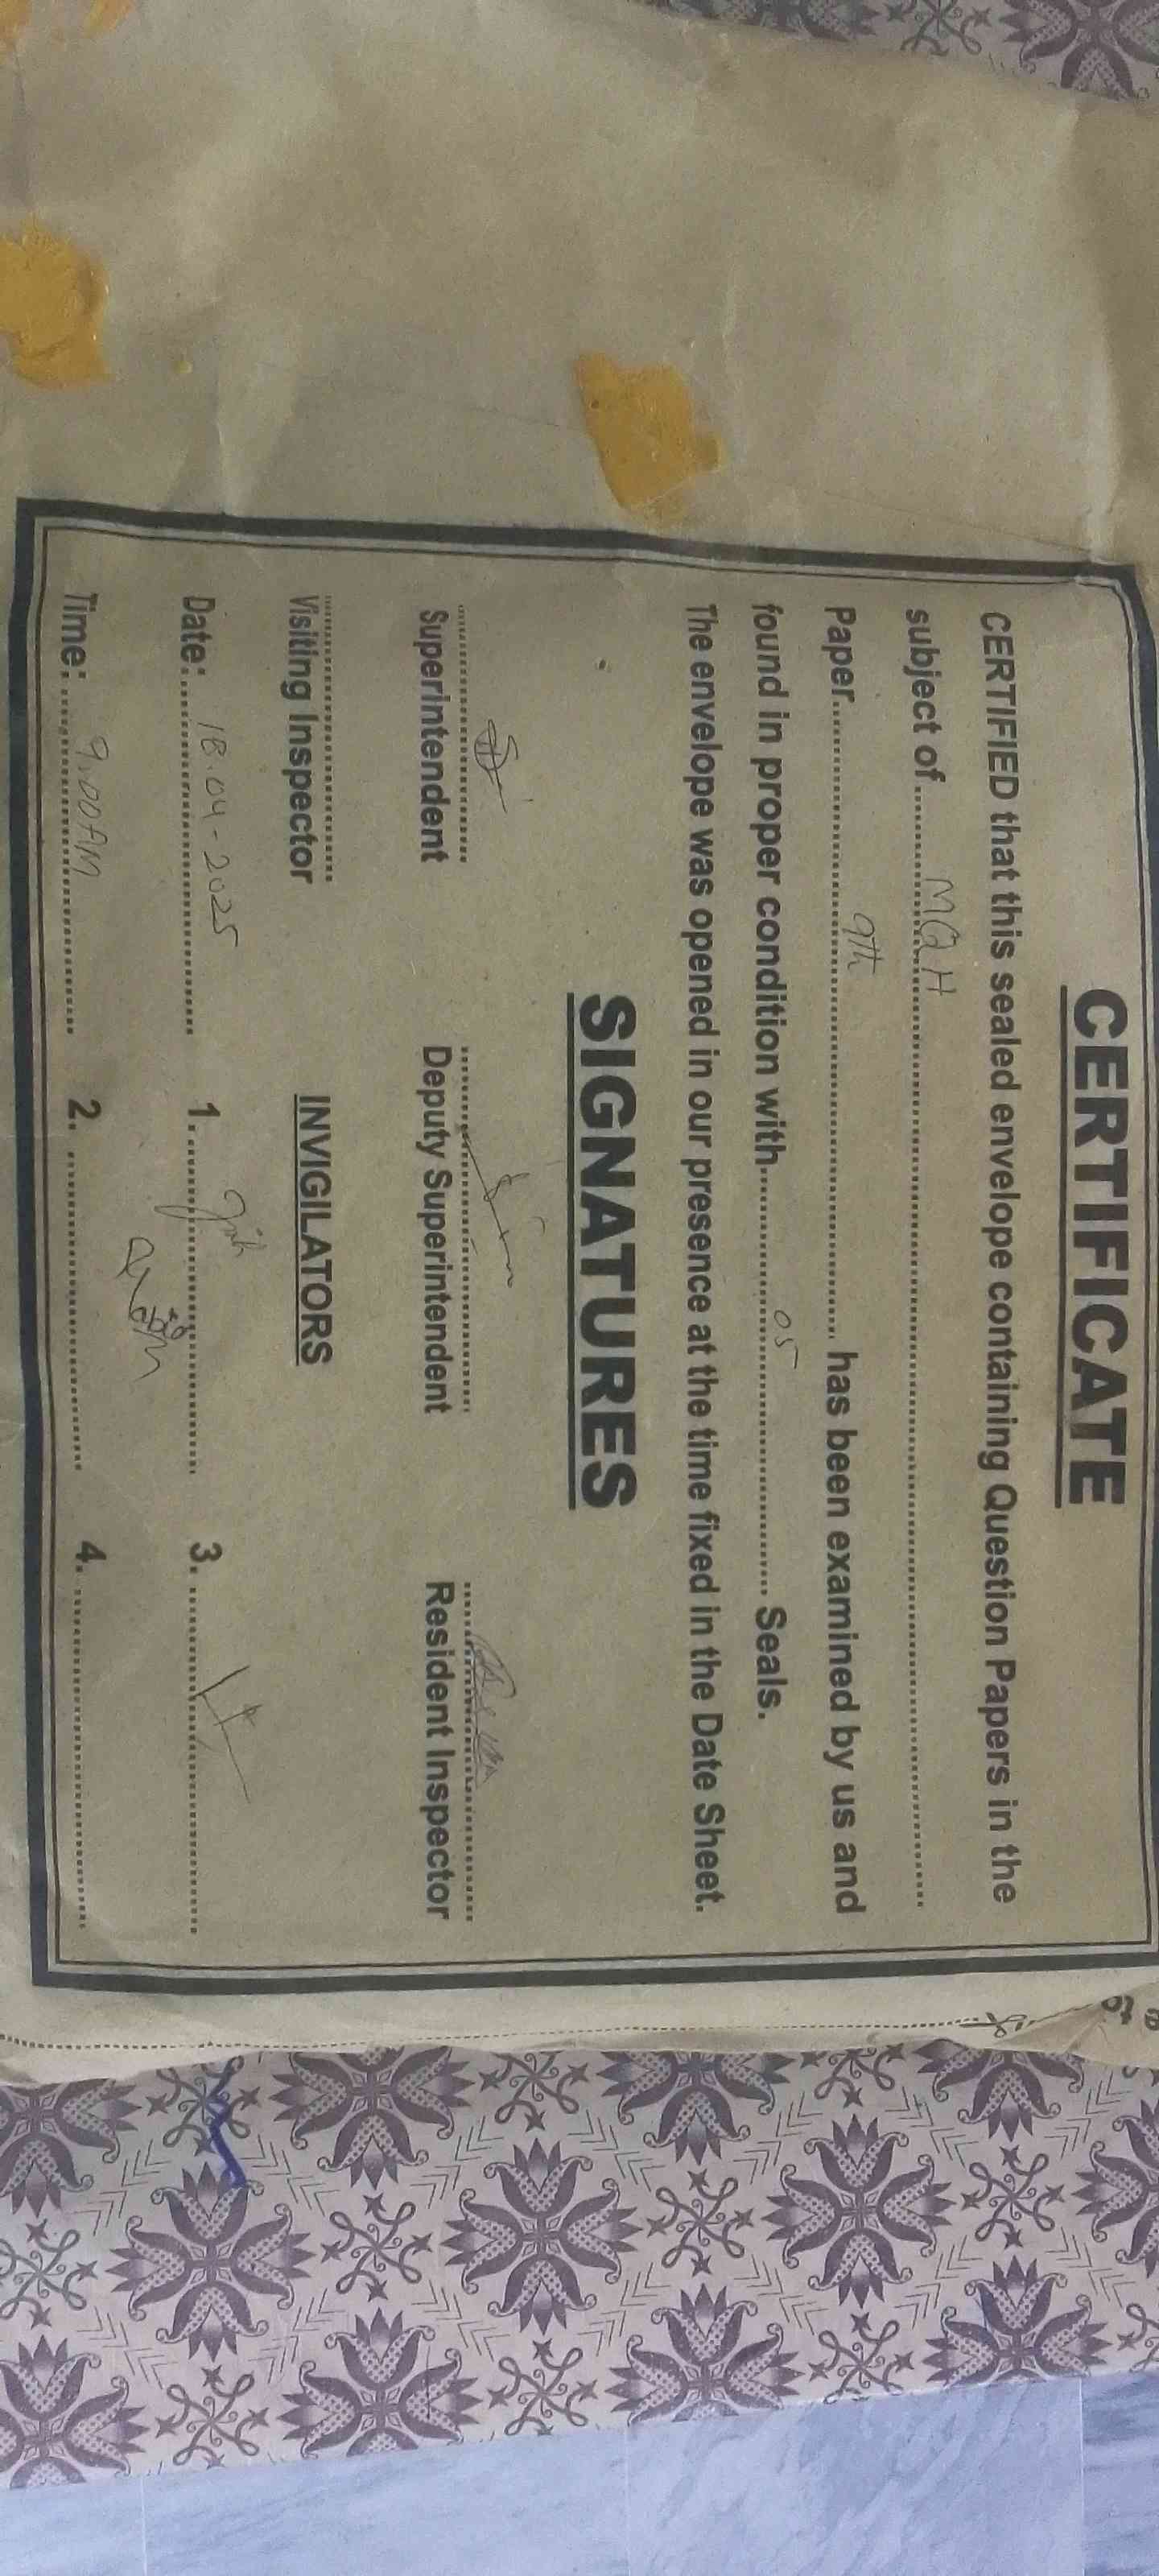 CERTIFICATE
CERTIFIED that this sealed envelope containing Question Papers in the
subject of............MQH............
Paper............9th............ has been examined by us and
found in proper condition with............05............ Seals.
The envelope was opened in our presence at the time fixed in the Date Sheet.
SIGNATURES
Superintendent Deputy Superintendent Resident Inspector
Visiting Inspector INVIGILATORS
Date:............18.04-2025............ 1............. 3.............
Time:............9.00AM............ 2............. 4.............